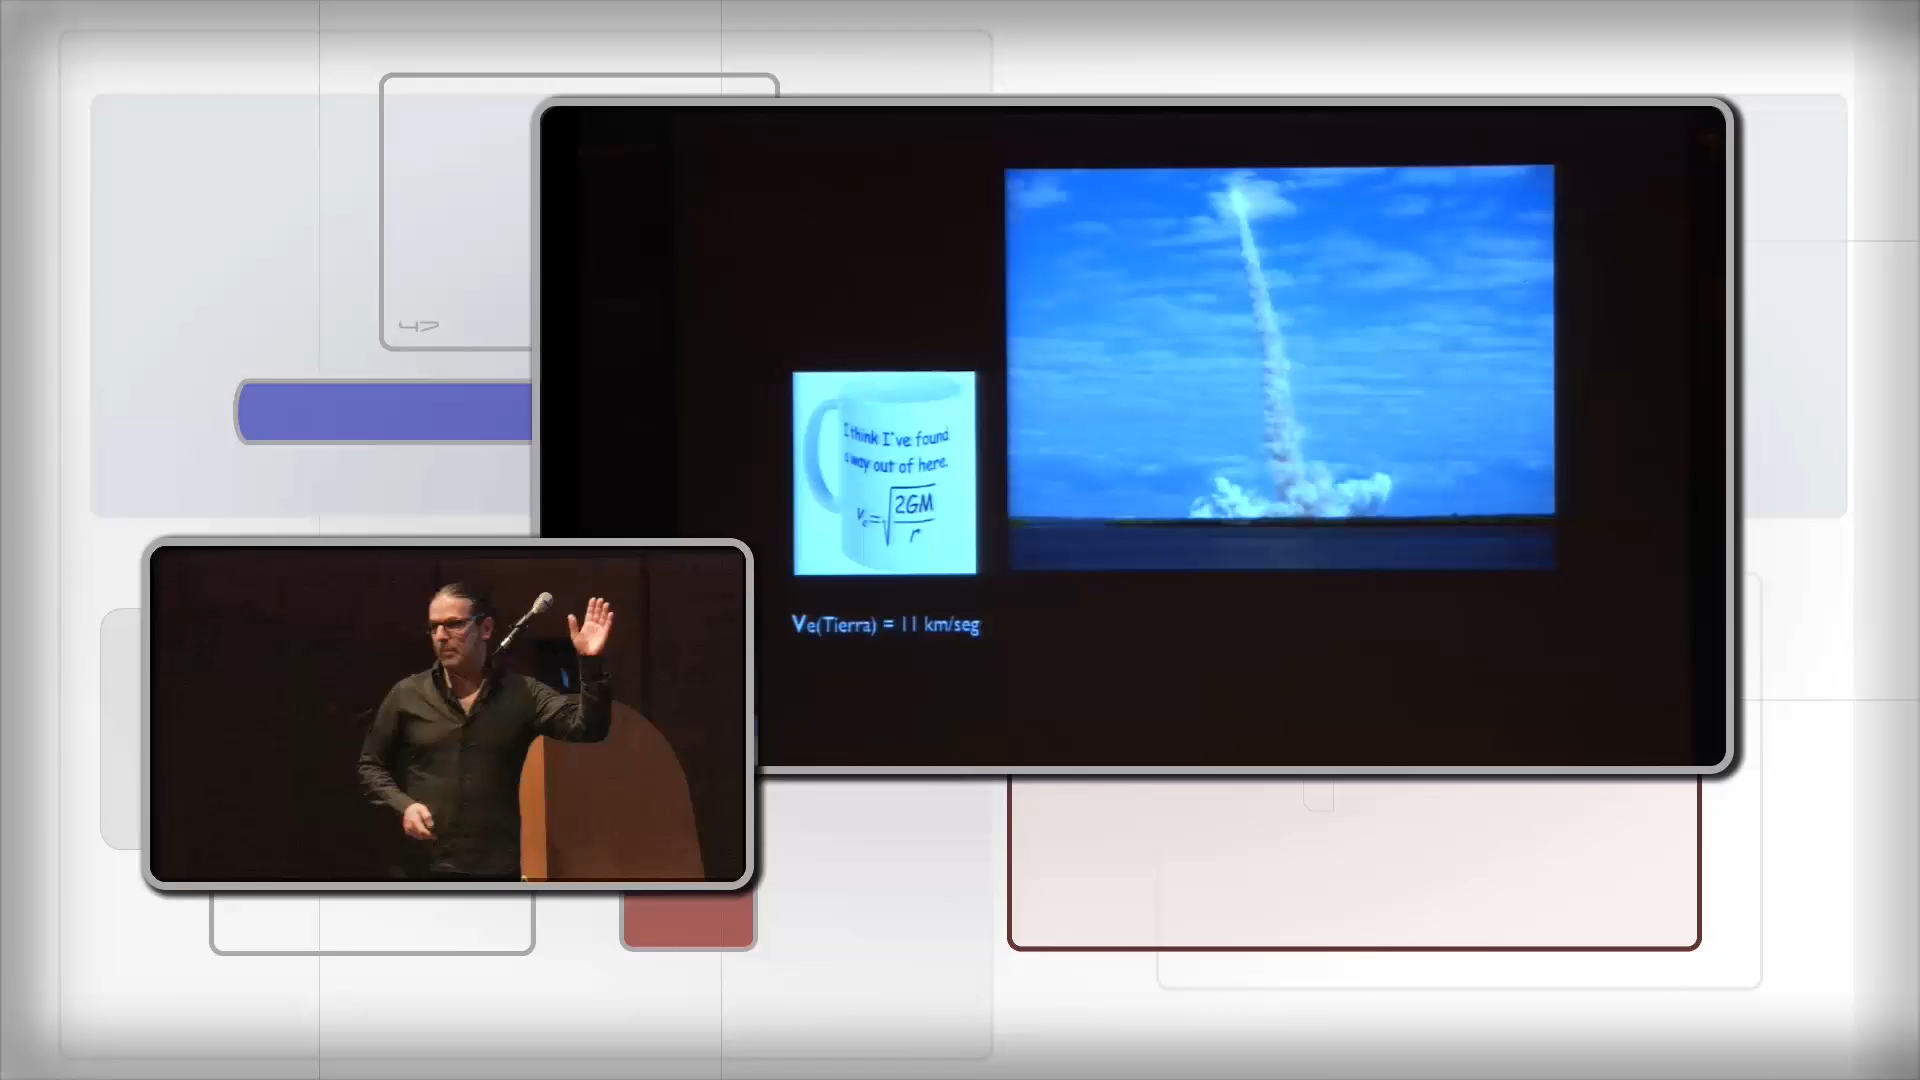 I think I've found
a way out of here.
Ve=√2GM
r
Ve(Tierra) = 11 km/seg